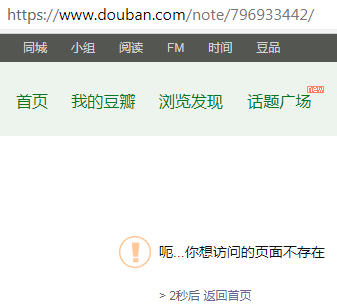 https://www.douban.com/note/796933442/
同城 小组 阅读 FM 时间 豆品
首页 我的豆瓣 浏览发现 话题广场 new
呃...你想访问的页面不存在
> 2秒后 返回首页